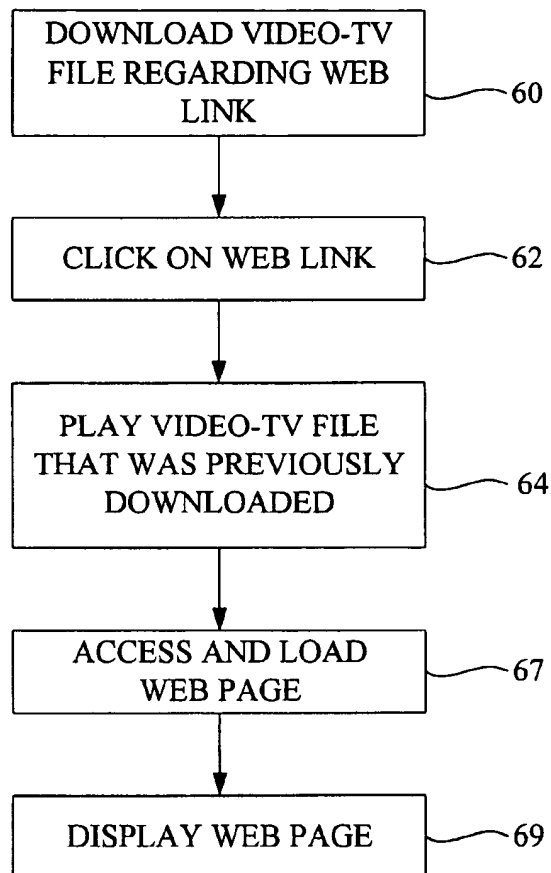 DOWNLOAD VIDEO-TV
FILE REGARDING WEB
LINK
60
CLICK ON WEB LINK
62
PLAY VIDEO-TV FILE
THAT WAS PREVIOUSLY
DOWNLOADED
64
ACCESS AND LOAD
WEB PAGE
67
DISPLAY WEB PAGE
69